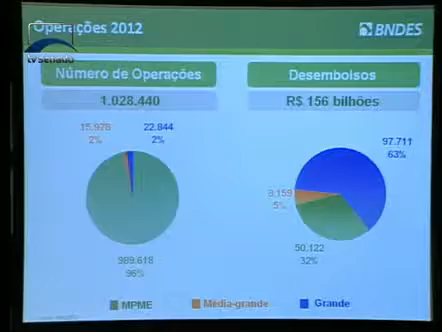 Operações 2012
BNDES
tv senado
Número de Operações
Desembolsos
1.028.440
R$ 156 bilhões
15.978
2%
22.844
2%
97.711
63%
9.159
5%
50.122
32%
989.618
96%
MPME
Média-grande
Grande